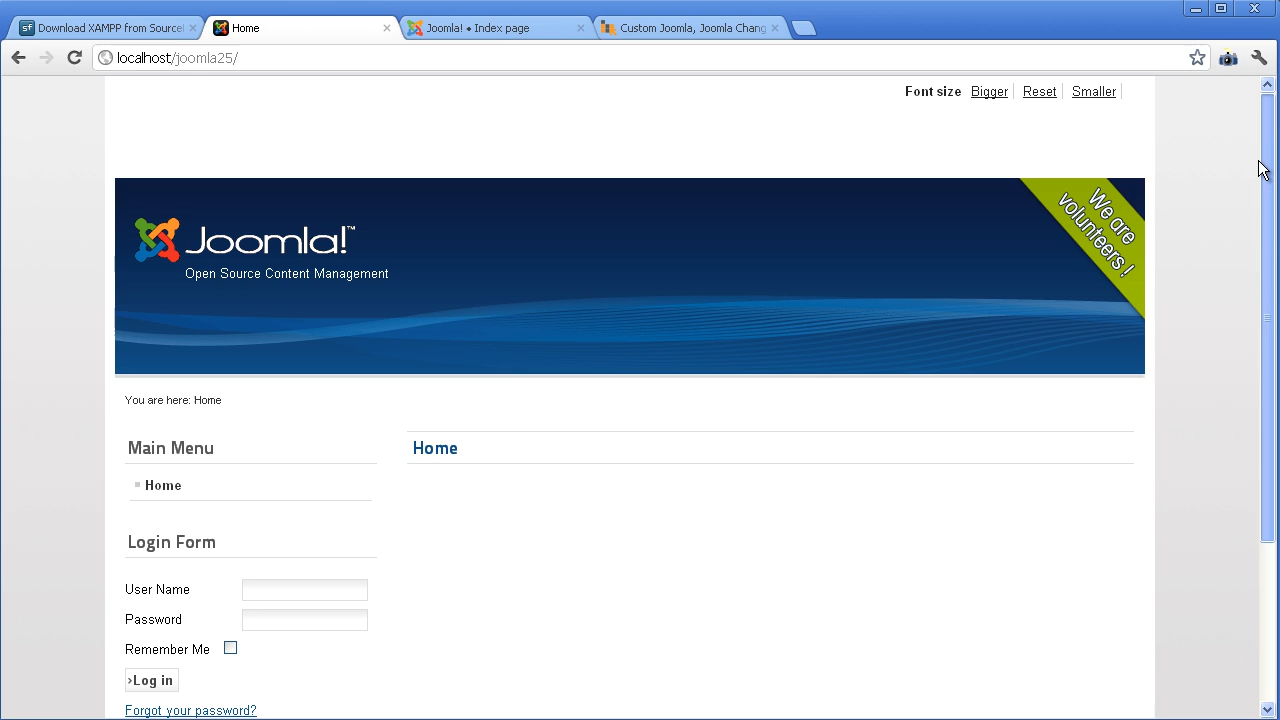 Download XAMPP from Sourcel
Home
Joomla! • Index page
Custom Joomla, Joomla Chang
localhost/joomla25/
Font size Bigger Reset Smaller
We are
volunteers!
Joomla!™
Open Source Content Management
You are here: Home
Main Menu
Home
Home
Login Form
User Name
Password
Remember Me
›Log in
Forgot your password?